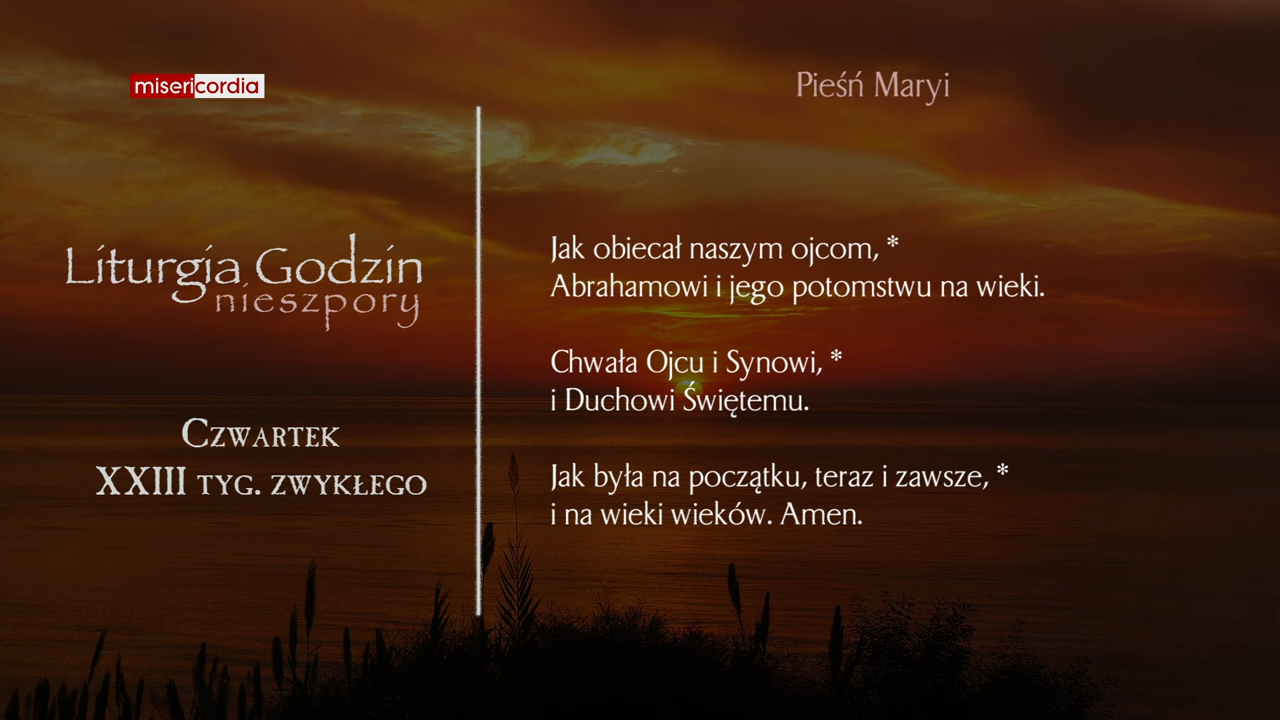 misericordia
Liturgia Godzin
nieszpory
Czwartek
XXIII tyg. zwykłego
Pieśń Maryi
Jak obiecał naszym ojcom, *
Abrahamowi i jego potomstwu na wieki.
Chwała Ojcu i Synowi, *
i Duchowi Świętemu.
Jak była na początku, teraz i zawsze, *
i na wieki wieków. Amen.